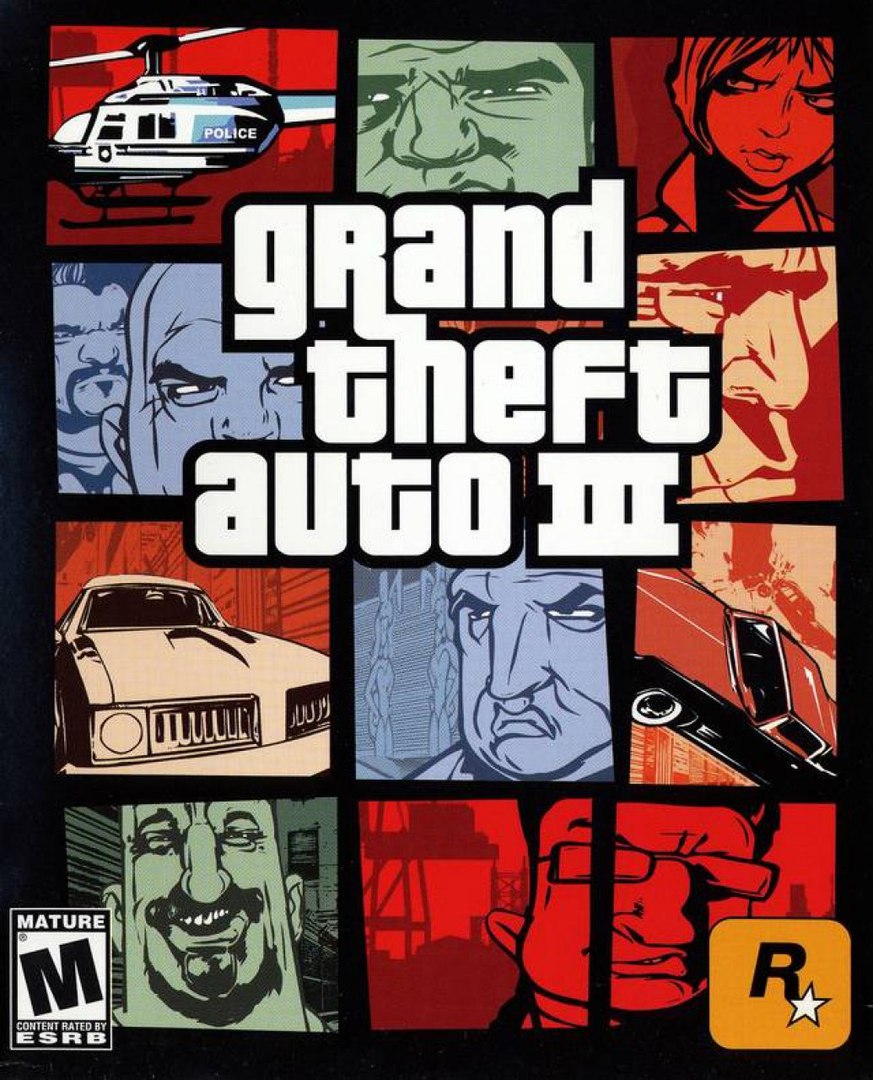 POLICE
grand
theft
auto III
MATURE
M
®
CONTENT RATED BY
ESRB
R